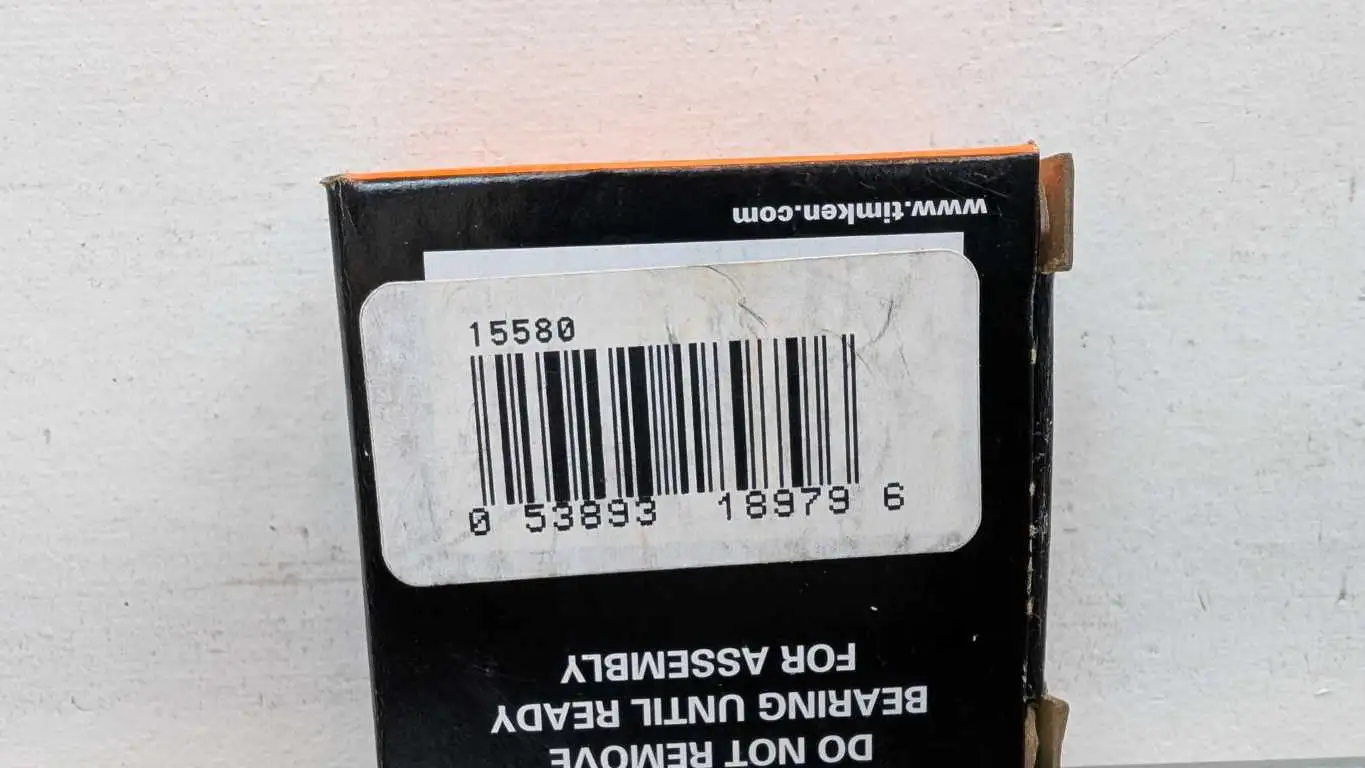 www.timken.com
15580
0 53893 18979 6
DO NOT REMOVE
BEARING UNTIL READY
FOR ASSEMBLY